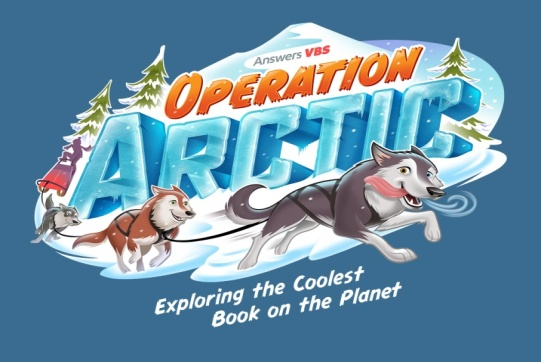 Answers VBS
OPERATION
ARCTIC
Exploring the Coolest
Book on the Planet